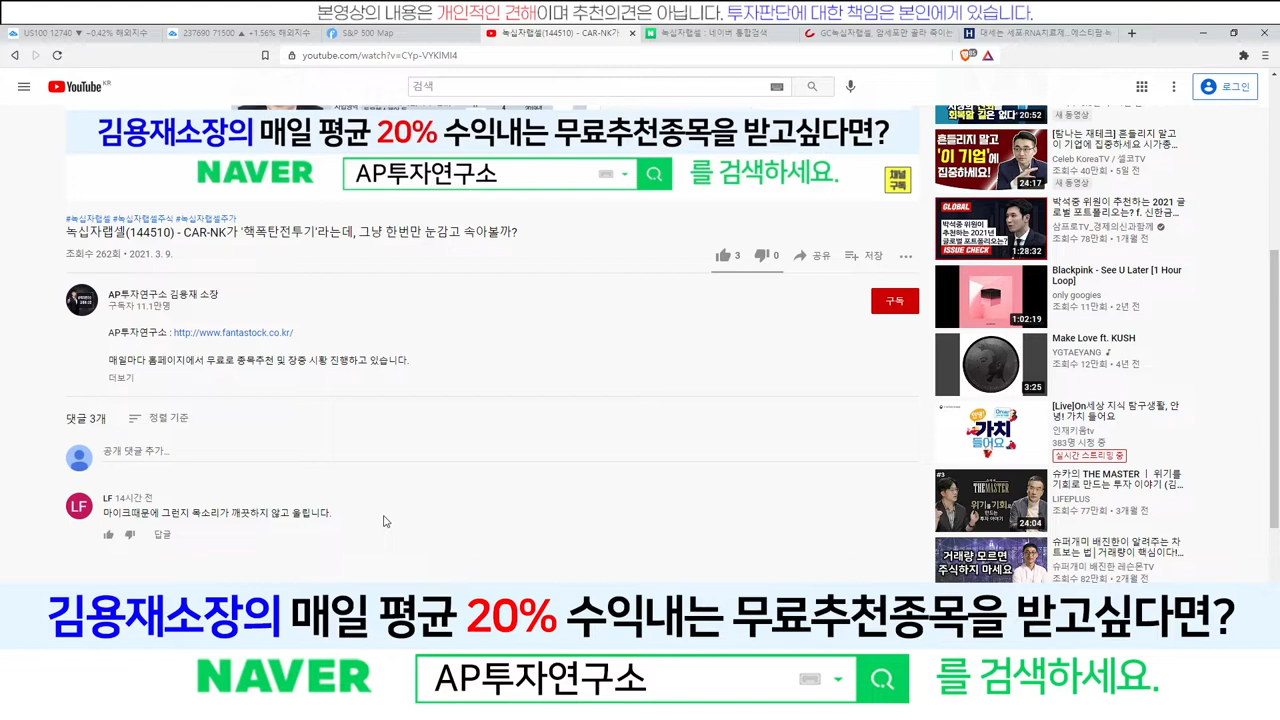 본영상의 내용은 개인적인 견해이며 추천의견은 아닙니다. 투자판단에 대한 책임은 본인에게 있습니다.
US100 12740 ▼ -0.42% 해외지수
237690 71500 ▲ +1.56% 해외지수
S&P 500 Map
녹십자랩셀(144510) - CAR-NK가
녹십자랩셀 : 네이버 통합검색
GC녹십자랩셀, 암세포만 골라 죽이는
대세는 세포·RNA치료제...에스티팜·녹
youtube.com/watch?v=CYp-VYKlMI4
YouTube KR
검색
로그인
김용재소장의 매일 평균 20% 수익내는 무료추천종목을 받고싶다면?
NAVER AP투자연구소 를 검색하세요.
채널
구독
#녹십자랩셀 #녹십자랩셀주식 #녹십자랩셀주가
녹십자랩셀(144510) - CAR-NK가 '핵폭탄전투기'라는데, 그냥 한번만 눈감고 속아볼까?
조회수 262회 • 2021. 3. 9.
3 0 공유 저장
AP투자연구소 김용재 소장
구독자 11.1만명
구독
AP투자연구소 : http://www.fantastock.co.kr/
매일마다 홈페이지에서 무료로 종목추천 및 장중 시황 진행하고 있습니다.
더보기
댓글 3개 정렬 기준
공개 댓글 추가...
LF
LF 14시간 전
마이크때문에 그런지 목소리가 깨끗하지 않고 울립니다.
답글
20:52
새 동영상
흔들리지 말고
'이 기업'에
집중하세요!
24:17
[탐나는 재테크] 흔들리지 말고
이 기업에 집중하세요 시가총...
Celeb KoreaTV / 셀코TV
조회수 40만회 • 5일 전
새 동영상
GLOBAL
박석중 위원이
추천하는 2021년
글로벌 포트폴리오는?
ISSUE CHECK
1:28:32
박석중 위원이 추천하는 2021 글
로벌 포트폴리오는? f. 신한금...
삼프로TV_경제의신과함께
조회수 78만회 • 1개월 전
1:02:19
Blackpink - See U Later [1 Hour
Loop]
only googies
조회수 11만회 • 2년 전
3:25
Make Love ft. KUSH
YGTAEYANG
조회수 12만회 • 4년 전
가치
들어요
[Live]On세상 지식 탐구생활, 안
녕! 가치 들어요
인재키움tv
383명 시청 중
실시간 스트리밍 중
#3
THE MASTER
위기를 기회로
만드는
투자 이야기
24:04
슈카의 THE MASTER ㅣ 위기를
기회로 만드는 투자 이야기 (김...
LIFEPLUS
조회수 77만회 • 3개월 전
거래량 모르면
주식하지 마세요
슈퍼개미 배진한이 알려주는 차
트보는 법│거래량이 핵심이다!...
슈퍼개미 배진한 레슨몬TV
조회수 82만회 • 2개월 전
김용재소장의 매일 평균 20% 수익내는 무료추천종목을 받고싶다면?
NAVER AP투자연구소 를 검색하세요.